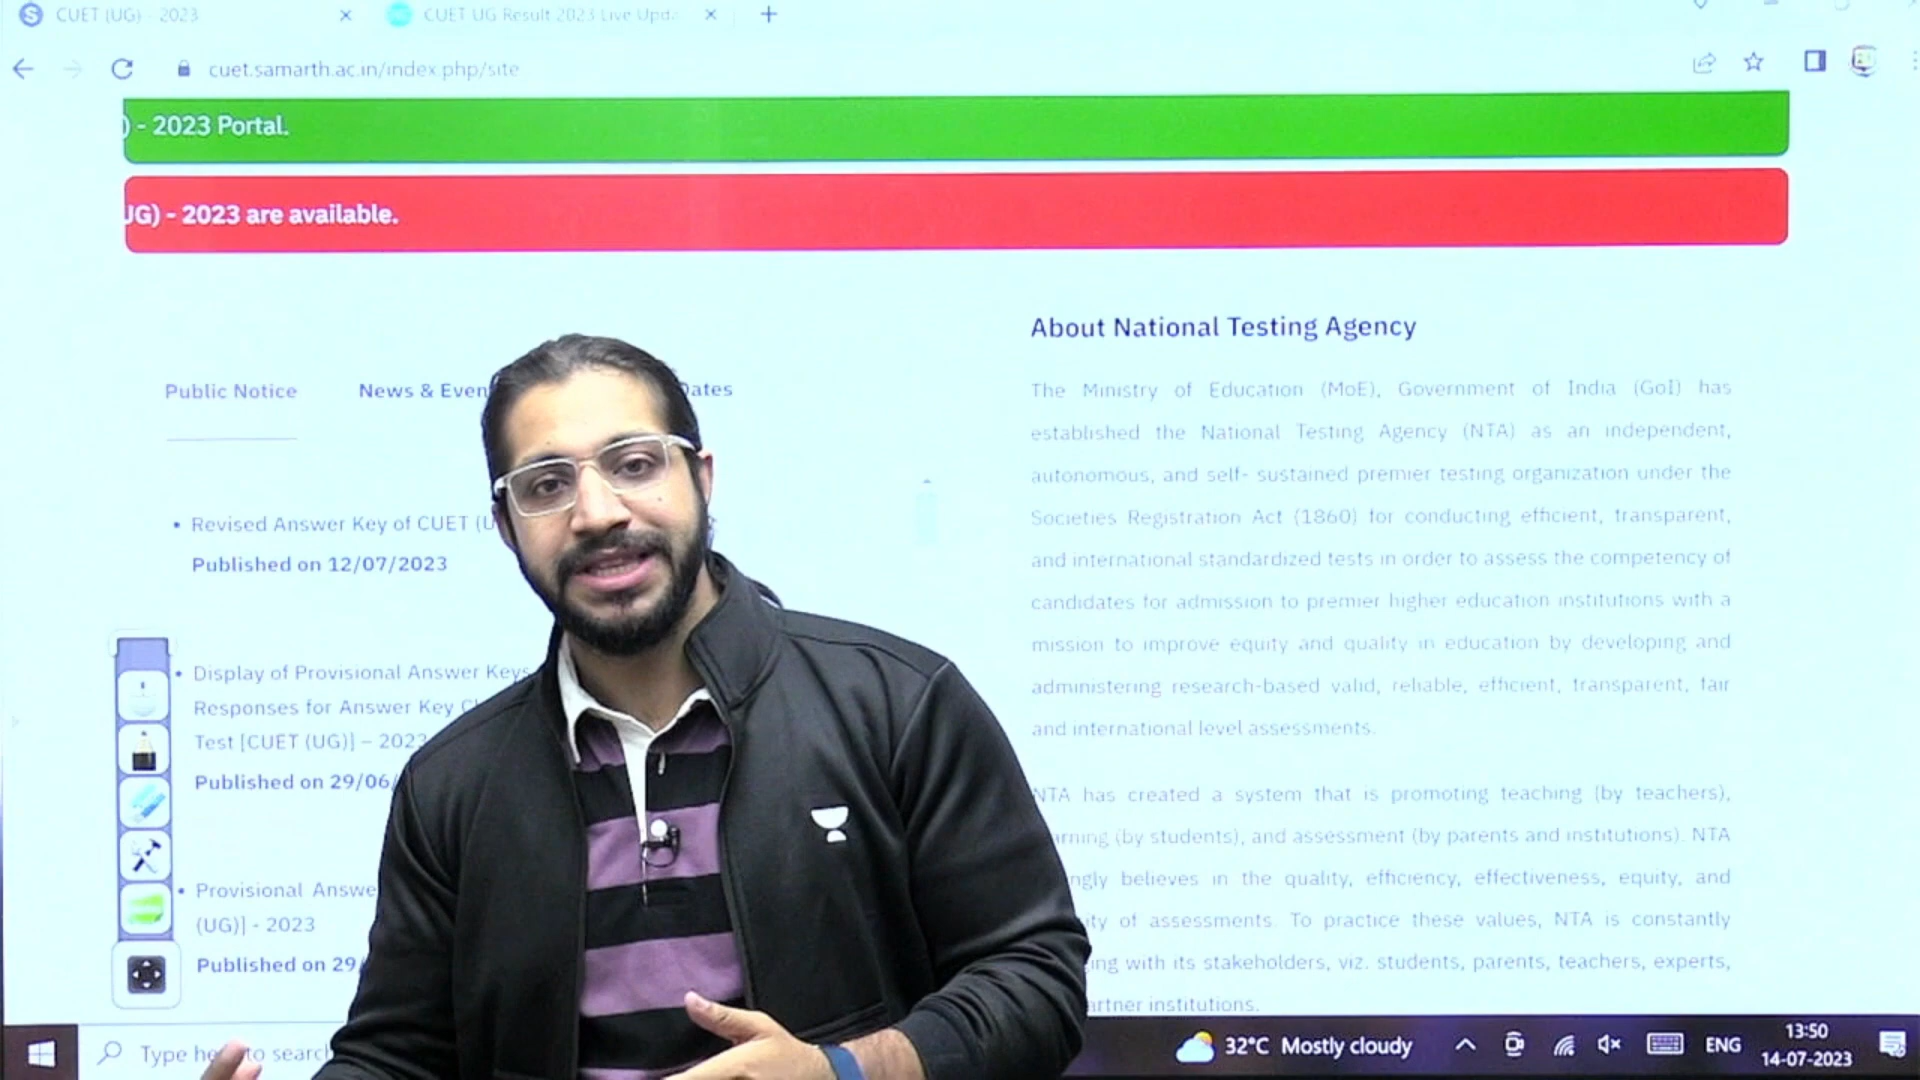 CUET (UG) - 2023
CUET UG Result 2023 Live Upda
cuet.samarth.ac.in/index.php/site
) - 2023 Portal.
UG) - 2023 are available.
About National Testing Agency
Public Notice
News & Even
Dates
The Ministry of Education (MoE), Government of India (GoI) has
established the National Testing Agency (NTA) as an independent,
autonomous, and self- sustained premier testing organization under the
Societies Registration Act (1860) for conducting efficient, transparent,
and international standardized tests in order to assess the competency of
candidates for admission to premier higher education institutions with a
mission to improve equity and quality in education by developing and
administering research-based valid, reliable, efficient, transparent, fair
and international level assessments.
• Revised Answer Key of CUET (U
Published on 12/07/2023
• Display of Provisional Answer Keys
Responses for Answer Key C
Test [CUET (UG)] – 2023
Published on 29/06/
• Provisional Answe
(UG)] - 2023
Published on 29/
NTA has created a system that is promoting teaching (by teachers),
arning (by students), and assessment (by parents and institutions). NTA
ngly believes in the quality, efficiency, effectiveness, equity, and
ity of assessments. To practice these values, NTA is constantly
ging with its stakeholders, viz. students, parents, teachers, experts,
artner institutions.
Type he to search
32°C Mostly cloudy
ENG
13:50
14-07-2023